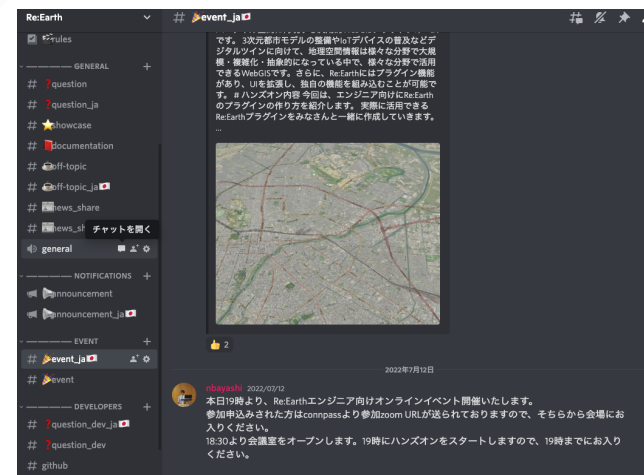 Re:Earth
# event_ja
rules
GENERAL
# question
# question_ja
# showcase
# documentation
# off-topic
# off-topic_ja
# news_share
# news_sh
チャットを開く
general
NOTIFICATIONS
announcement
announcement_ja
EVENT
# event_ja
# event
DEVELOPERS
# question_dev_ja
# question_dev
# github
です。 3次元都市モデルの整備やIoTデバイスの普及などデ
ジタルツインに向けて、地理空間情報は様々な分野で大規
模・複雑化・抽象的になっている中で、様々な分野で活用
できるWebGISです。さらに、Re:Earthにはプラグイン機能
があり、UIを拡張し、独自の機能を組み込むことが可能で
す。 # ハンズオン内容 今回は、エンジニア向けにRe:Earth
のプラグインの作り方を紹介します。 実際に活用できる
Re:Earthプラグインをみなさんと一緒に作成していきます。
...
2
2022年7月12日
nbayashi 2022/07/12
本日19時より、Re:Earthエンジニア向けオンラインイベント開催いたします。
参加申込みされた方はconnpassより参加zoom URLが送られておりますので、そちらから会場にお
入りください。
18:30より会議室をオープンします。19時にハンズオンをスタートしますので、19時までにお入り
ください。